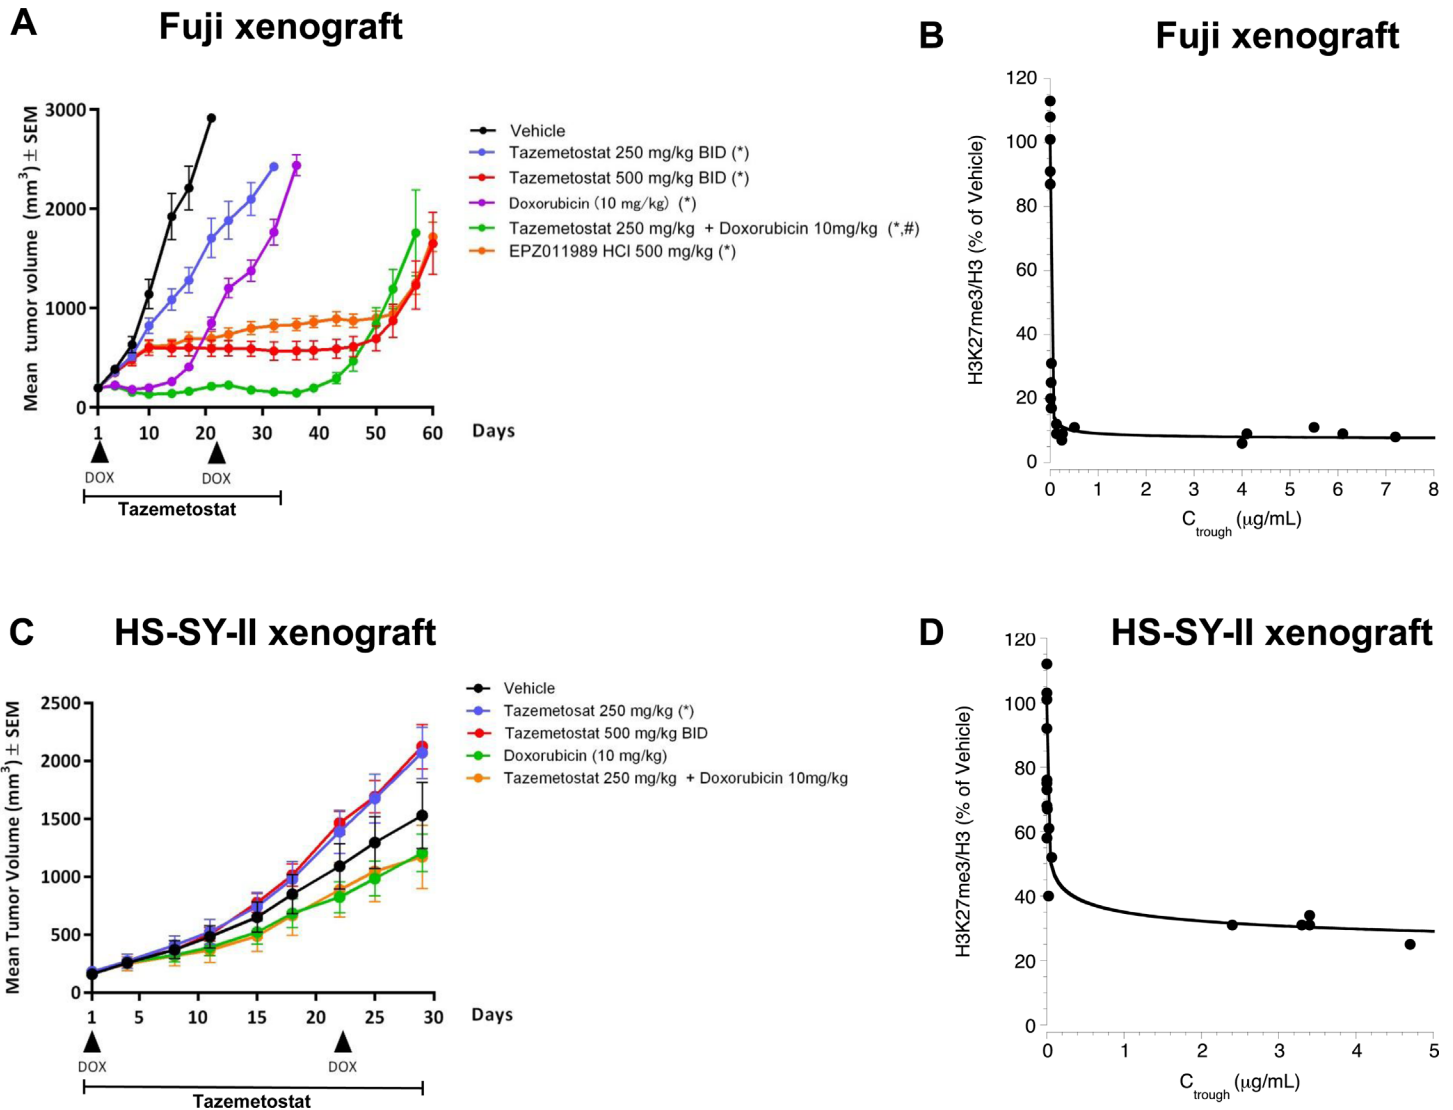 A
Fuji xenograft
Mean tumor volume (mm³) ± SEM
3000
2000
1000
0
1 10 20 30 40 50 60 Days
DOX DOX
Tazemetostat
Vehicle
Tazemetostat 250 mg/kg BID (*)
Tazemetostat 500 mg/kg BID (*)
Doxorubicin (10 mg/kg) (*)
Tazemetostat 250 mg/kg + Doxorubicin 10mg/kg (*,#)
EPZ011989 HCl 500 mg/kg (*)
B
Fuji xenograft
H3K27me3/H3 (% of Vehicle)
120
100
80
60
40
20
0
0 1 2 3 4 5 6 7 8
Ctrough (μg/mL)
C
HS-SY-II xenograft
Mean Tumor Volume (mm³) ± SEM
2500
2000
1500
1000
500
0
1 5 10 15 20 25 30 Days
DOX DOX
Tazemetostat
Vehicle
Tazemetosat 250 mg/kg (*)
Tazemetostat 500 mg/kg BID
Doxorubicin (10 mg/kg)
Tazemetostat 250 mg/kg + Doxorubicin 10mg/kg
D
HS-SY-II xenograft
H3K27me3/H3 (% of Vehicle)
120
100
80
60
40
20
0
0 1 2 3 4 5
Ctrough (μg/mL)